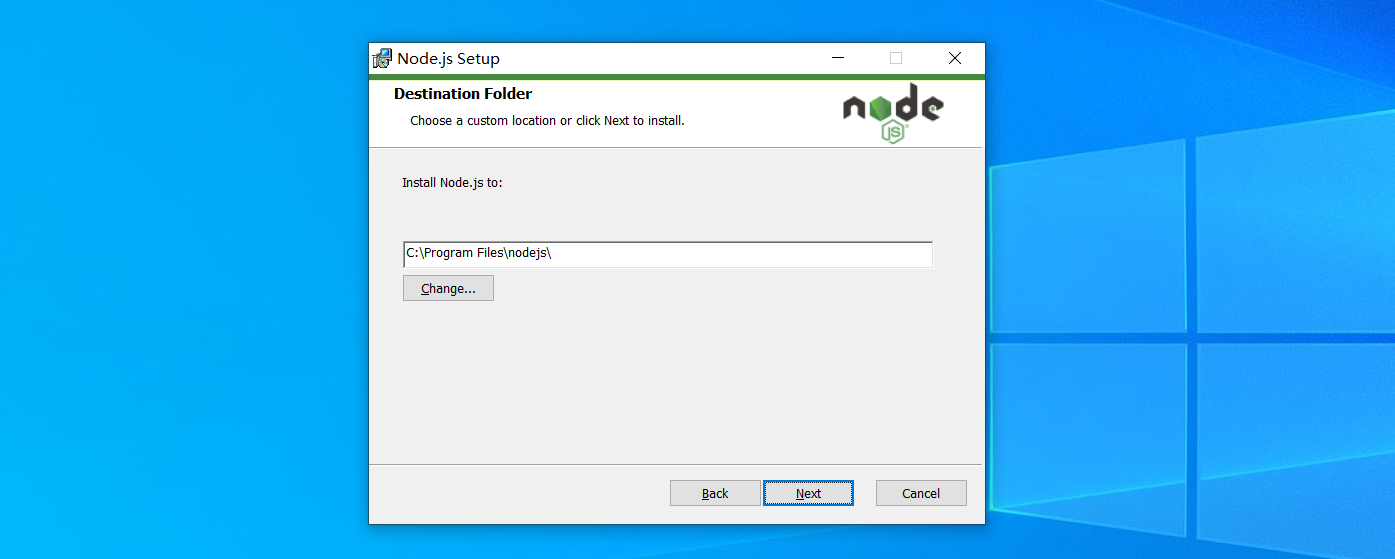 Node.js Setup
Destination Folder
Choose a custom location or click Next to install.
node
JS
Install Node.js to:
C:\Program Files\nodejs\
Change...
Back
Next
Cancel